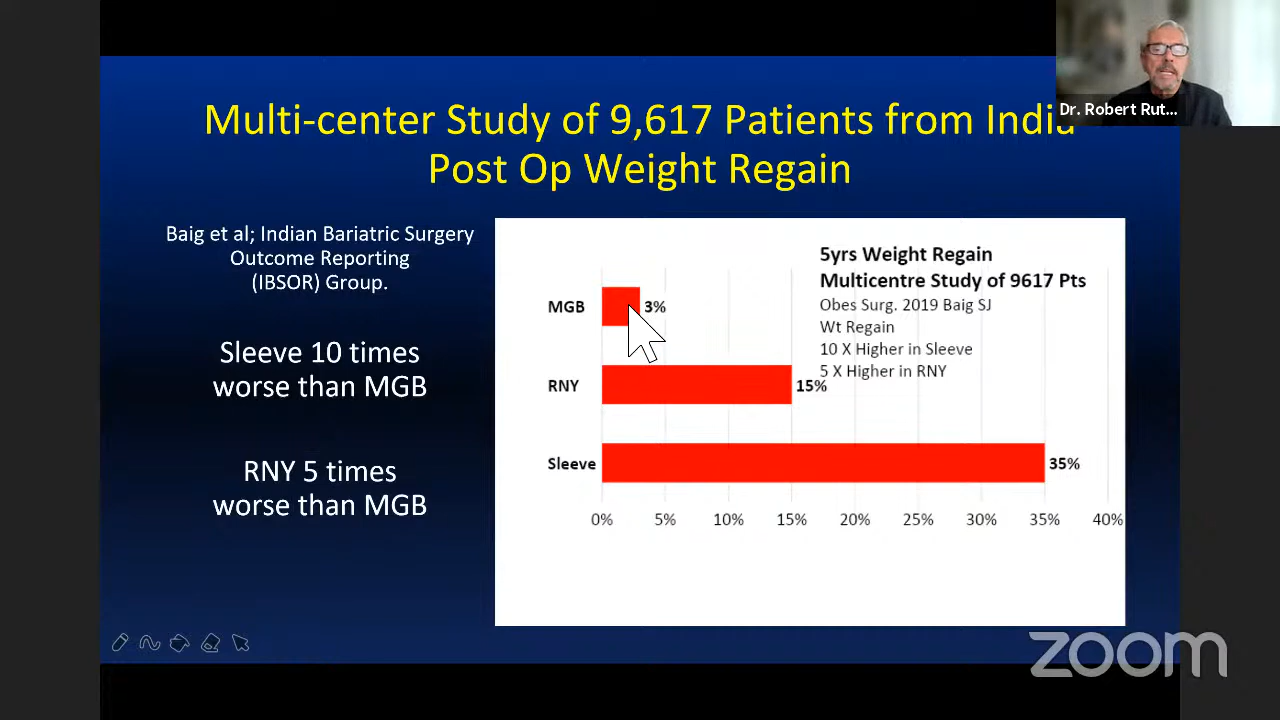 Multi-center Study of 9,617 Patients from India
Post Op Weight Regain
Dr. Robert Rut...
Baig et al; Indian Bariatric Surgery
Outcome Reporting
(IBSOR) Group.
Sleeve 10 times
worse than MGB
RNY 5 times
worse than MGB
5yrs Weight Regain
Multicentre Study of 9617 Pts
Obes Surg. 2019 Baig SJ
Wt Regain
10 X Higher in Sleeve
5 X Higher in RNY
MGB 3%
RNY 15%
Sleeve 35%
0% 5% 10% 15% 20% 25% 30% 35% 40%
zoom